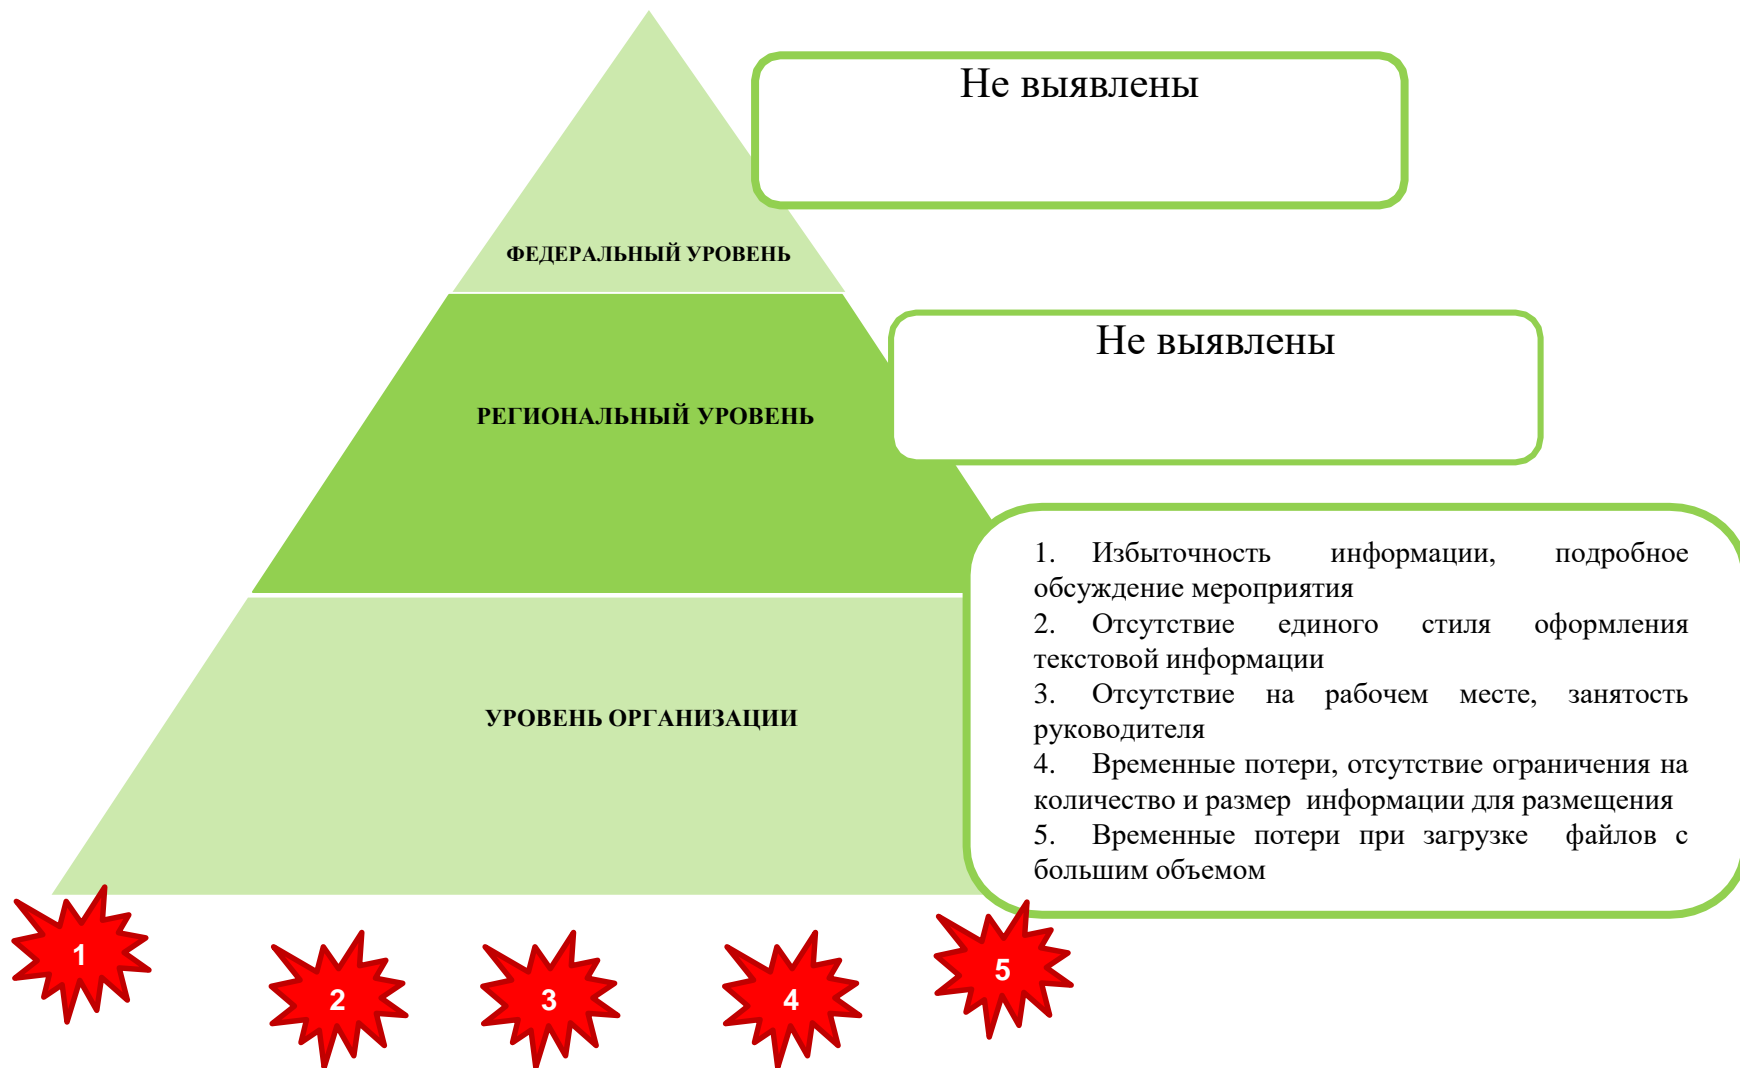 Не выявлены
ФЕДЕРАЛЬНЫЙ УРОВЕНЬ
Не выявлены
РЕГИОНАЛЬНЫЙ УРОВЕНЬ
1. Избыточность информации, подробное
обсуждение мероприятия
2. Отсутствие единого стиля оформления
текстовой информации
3. Отсутствие на рабочем месте, занятость
руководителя
4. Временные потери, отсутствие ограничения на
количество и размер информации для размещения
5. Временные потери при загрузке файлов с
большим объемом
УРОВЕНЬ ОРГАНИЗАЦИИ
1
2
3
4
5